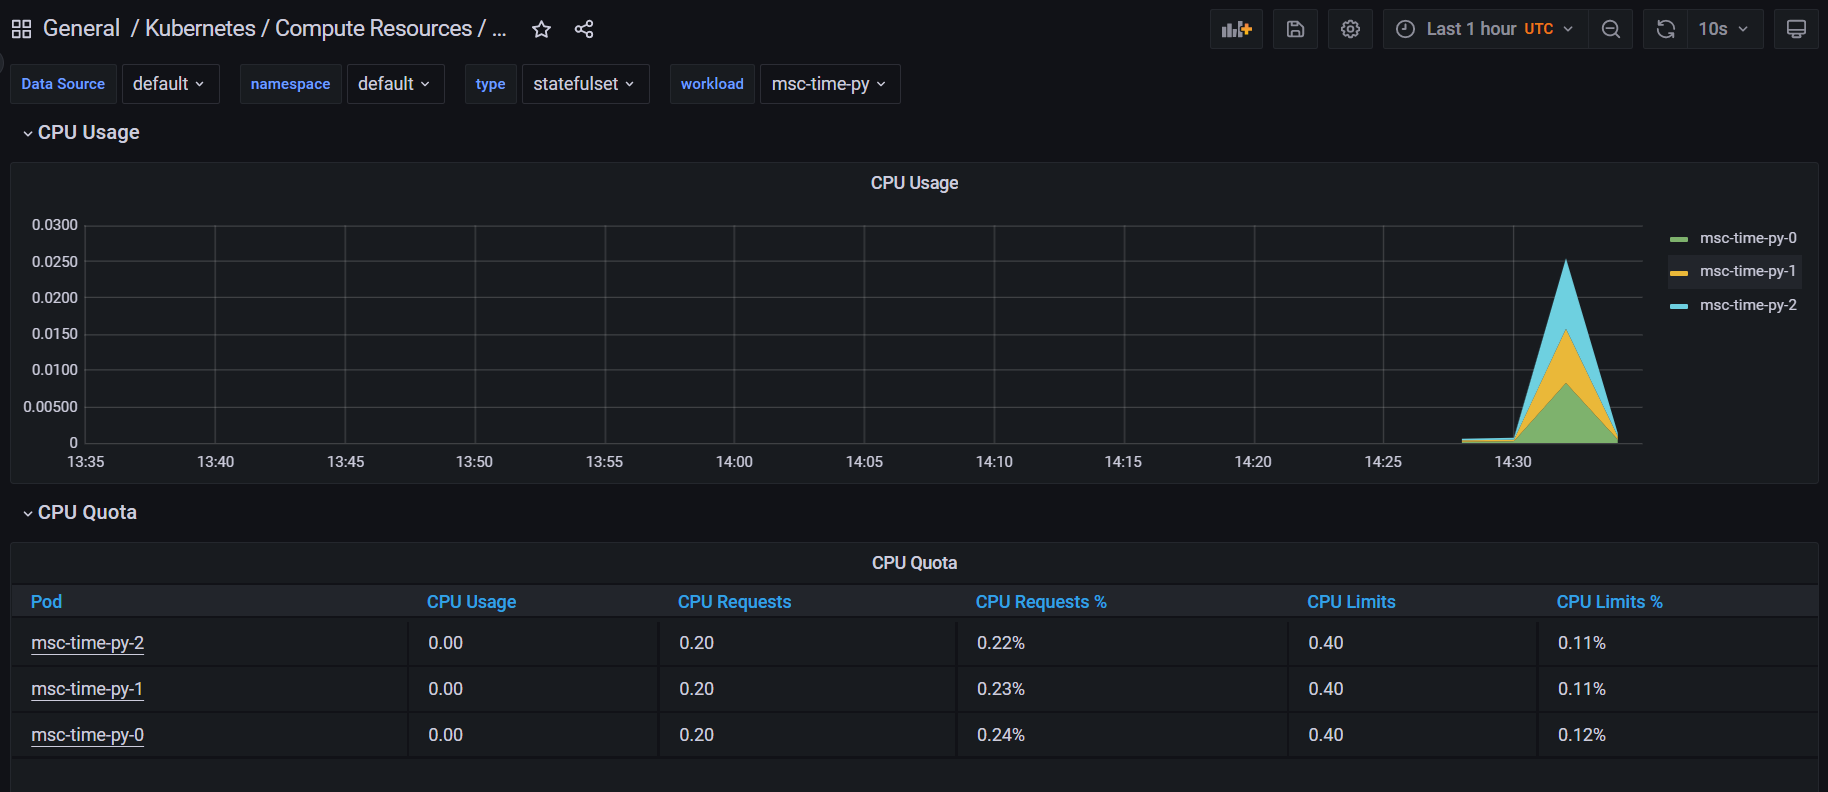 General / Kubernetes / Compute Resources / ...
Last 1 hour UTC
10s
Data Source default namespace default type statefulset workload msc-time-py
CPU Usage
CPU Usage
0.0300
0.0250
0.0200
0.0150
0.0100
0.00500
0
13:35 13:40 13:45 13:50 13:55 14:00 14:05 14:10 14:15 14:20 14:25 14:30
msc-time-py-0
msc-time-py-1
msc-time-py-2
CPU Quota
CPU Quota
Pod CPU Usage CPU Requests CPU Requests % CPU Limits CPU Limits %
msc-time-py-2 0.00 0.20 0.22% 0.40 0.11%
msc-time-py-1 0.00 0.20 0.23% 0.40 0.11%
msc-time-py-0 0.00 0.20 0.24% 0.40 0.12%